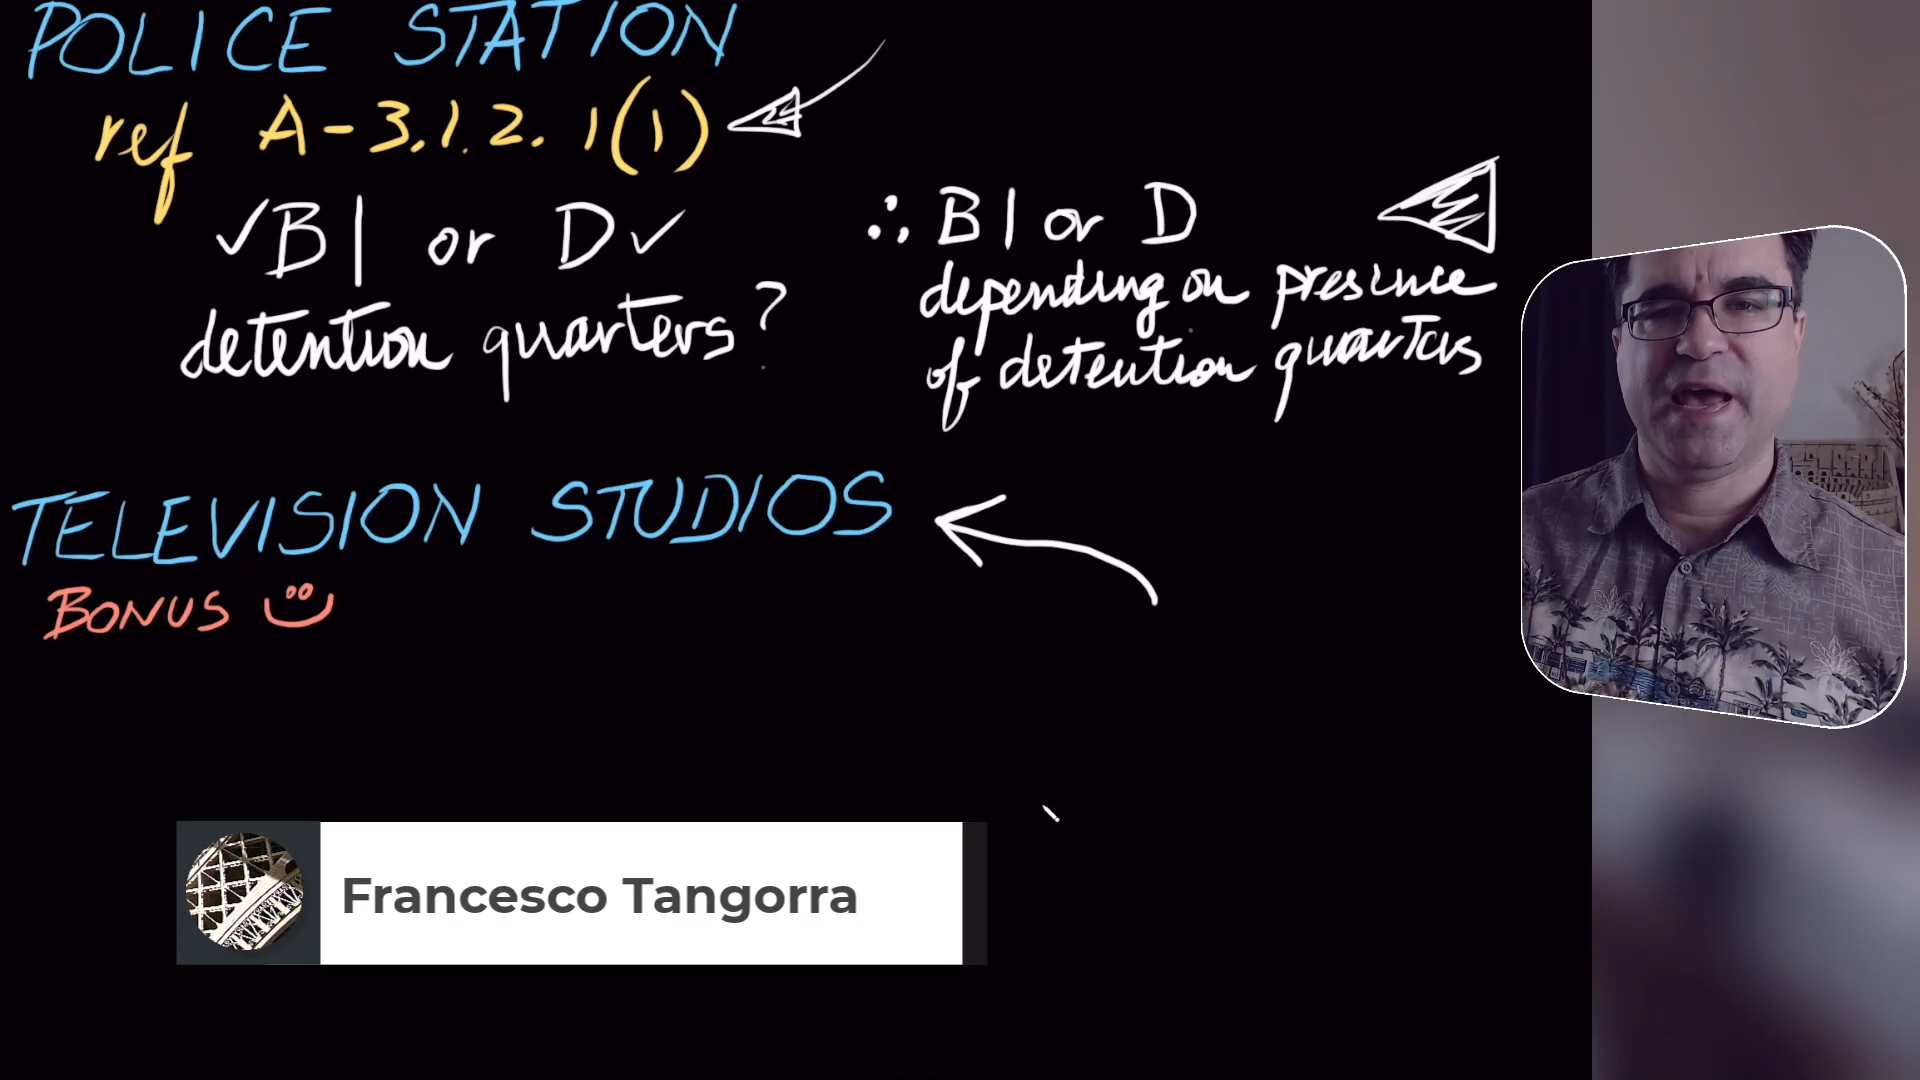 POLICE STATION
ref A-3.1.2.1(1)
✓B1 or D✓
detention quarters?
∴ B1 or D
depending on presence
of detention quarters
TELEVISION STUDIOS
BONUS
Francesco Tangorra